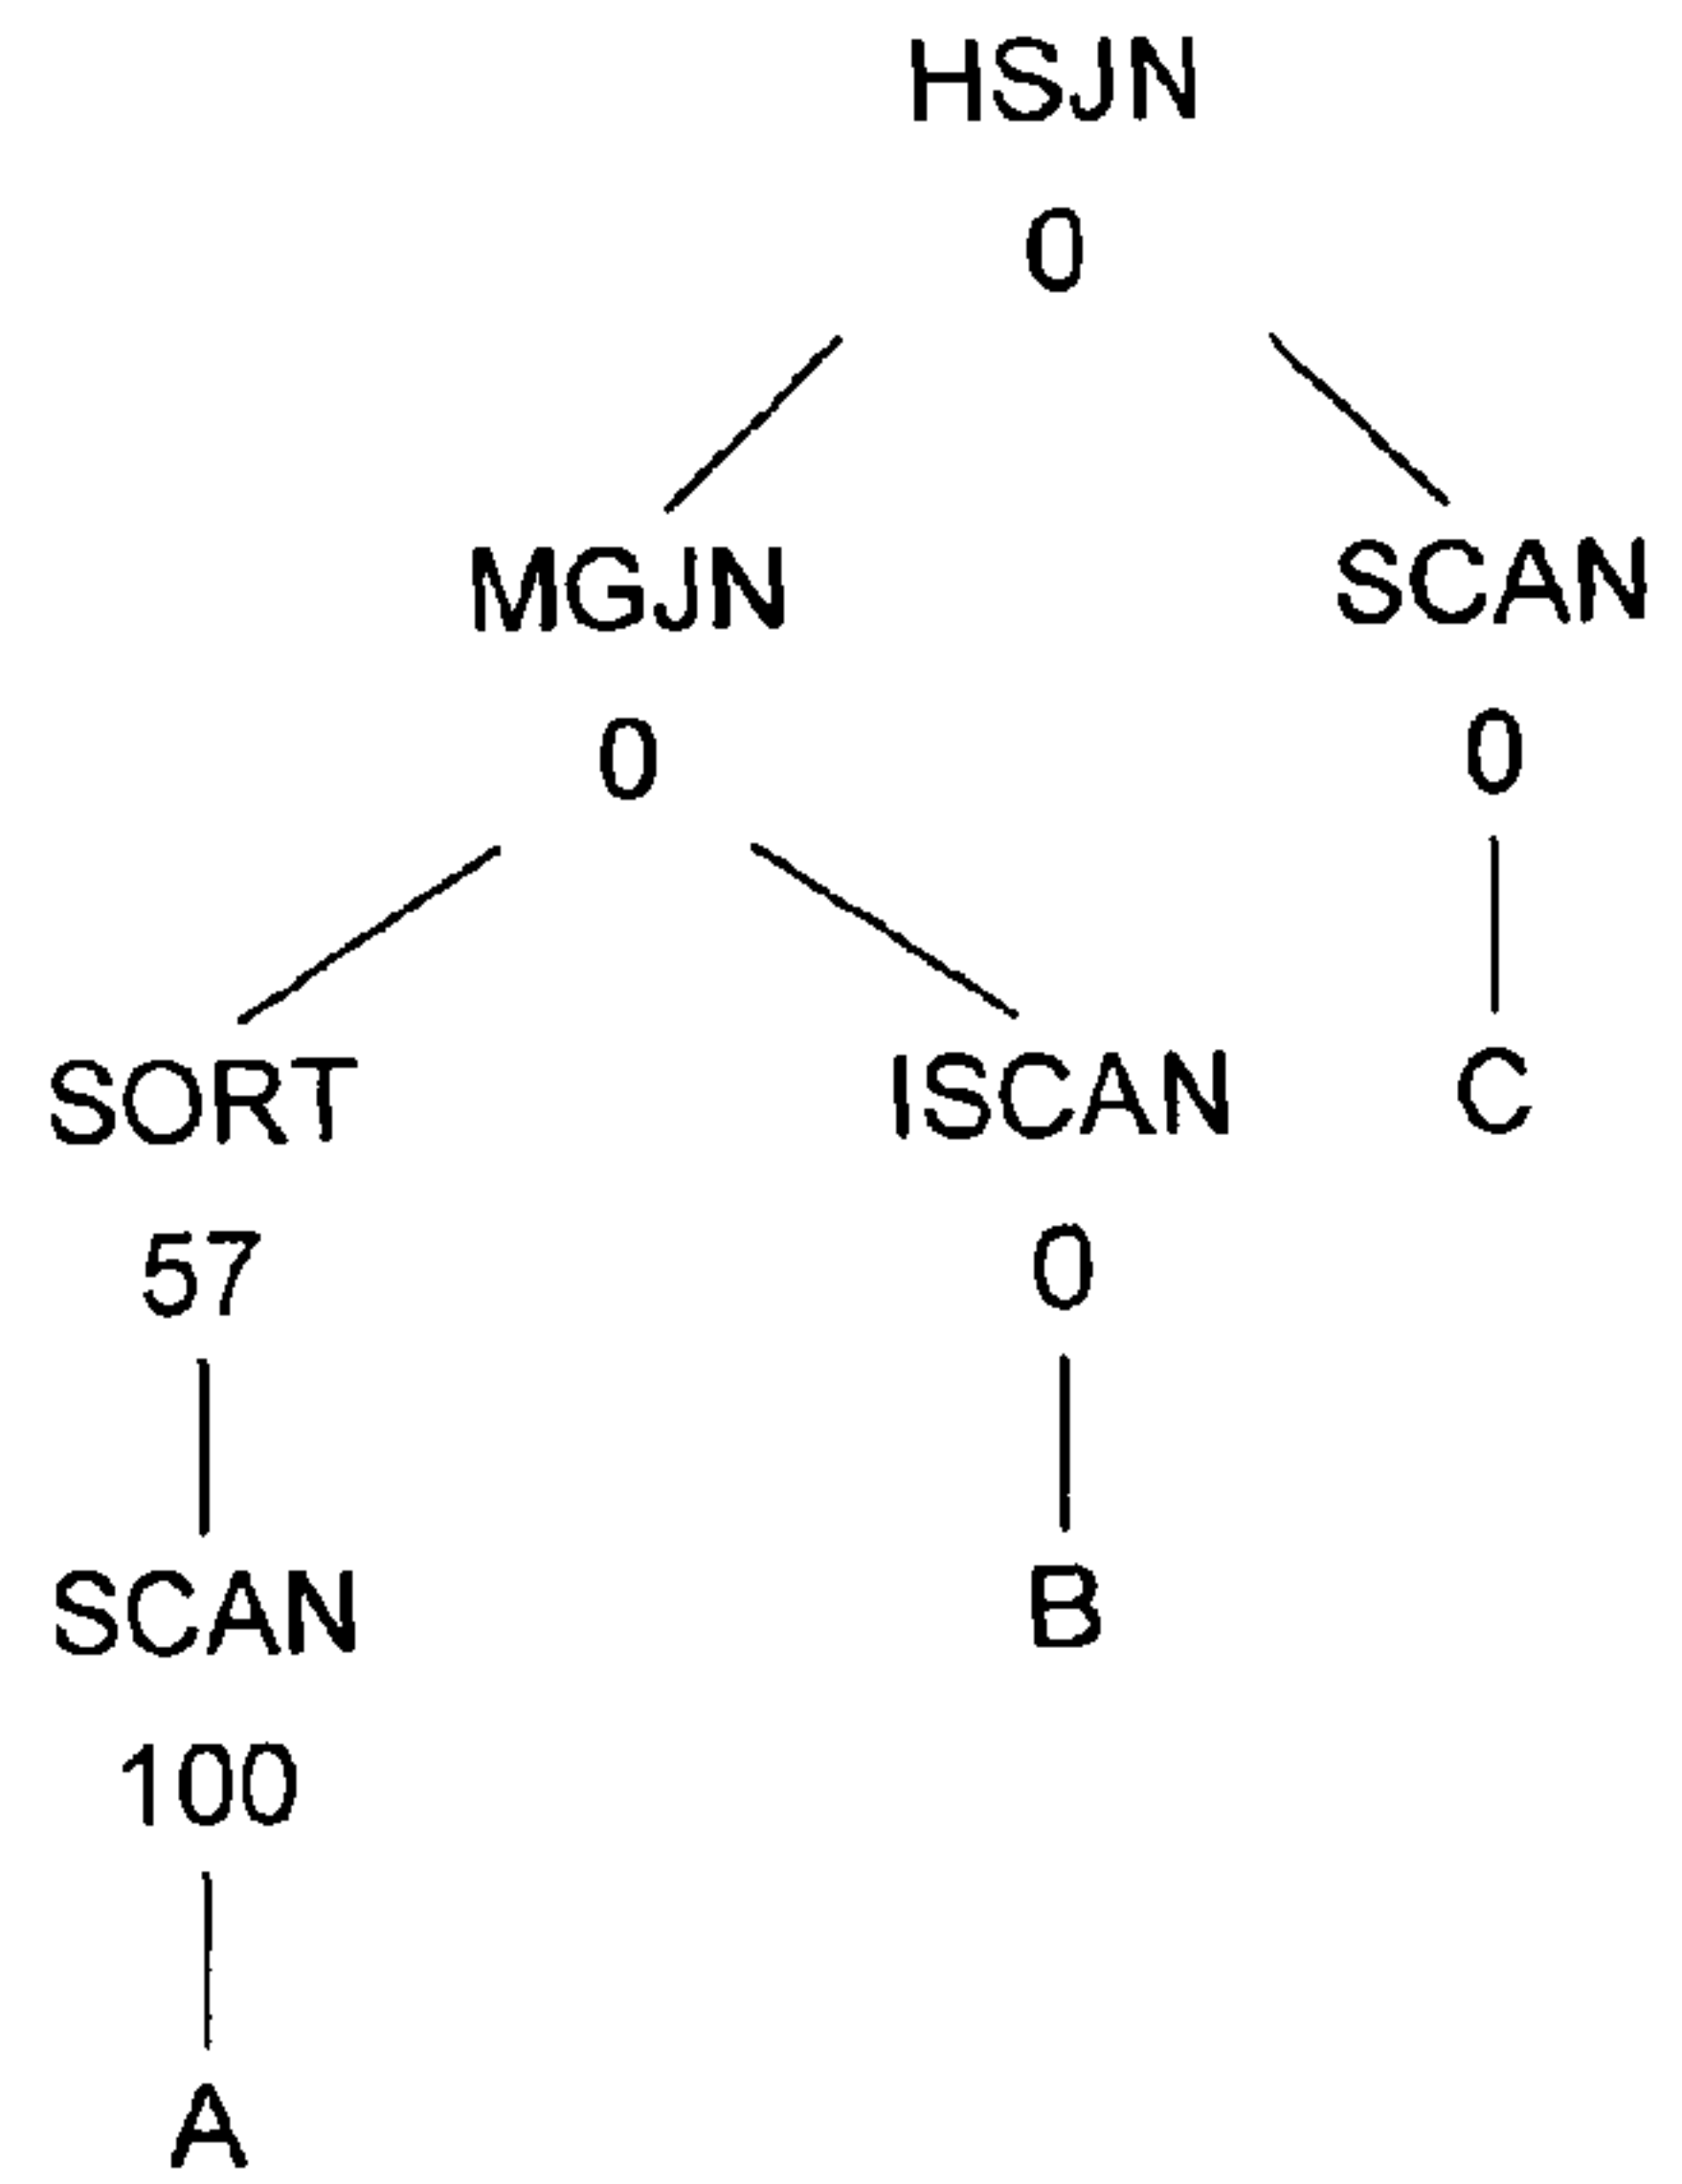 HSJN
0
MGJN SCAN
0 0
SORT ISCAN C
57 0
SCAN B
100
A